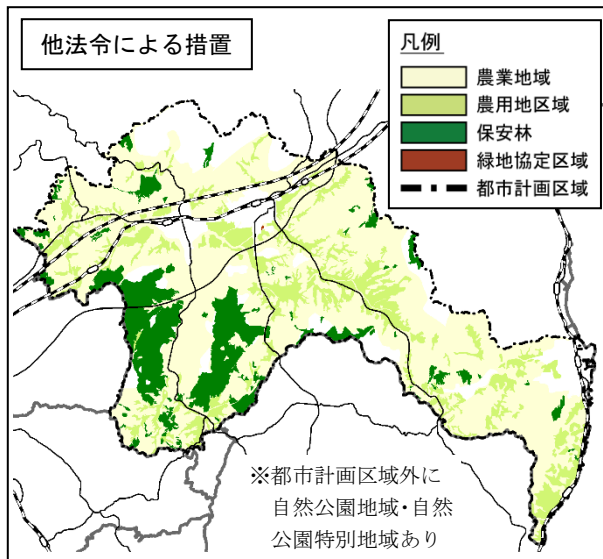 他法令による措置
凡例
農業地域
農用地区域
保安林
緑地協定区域
都市計画区域
※都市計画区域外に
自然公園地域・自然
公園特別地域あり